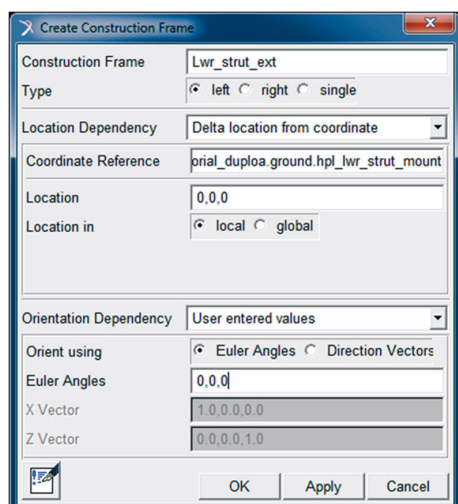 Create Construction Frame
Construction Frame Lwr_strut_ext
Type left right single
Location Dependency Delta location from coordinate
Coordinate Reference orial_duploa.ground.hpl_lwr_strut_mount
Location 0,0,0
Location in local global
Orientation Dependency User entered values
Orient using Euler Angles Direction Vectors
Euler Angles 0,0,0
X Vector 1.0,0.0,0.0
Z Vector 0.0,0.0,1.0
OK Apply Cancel